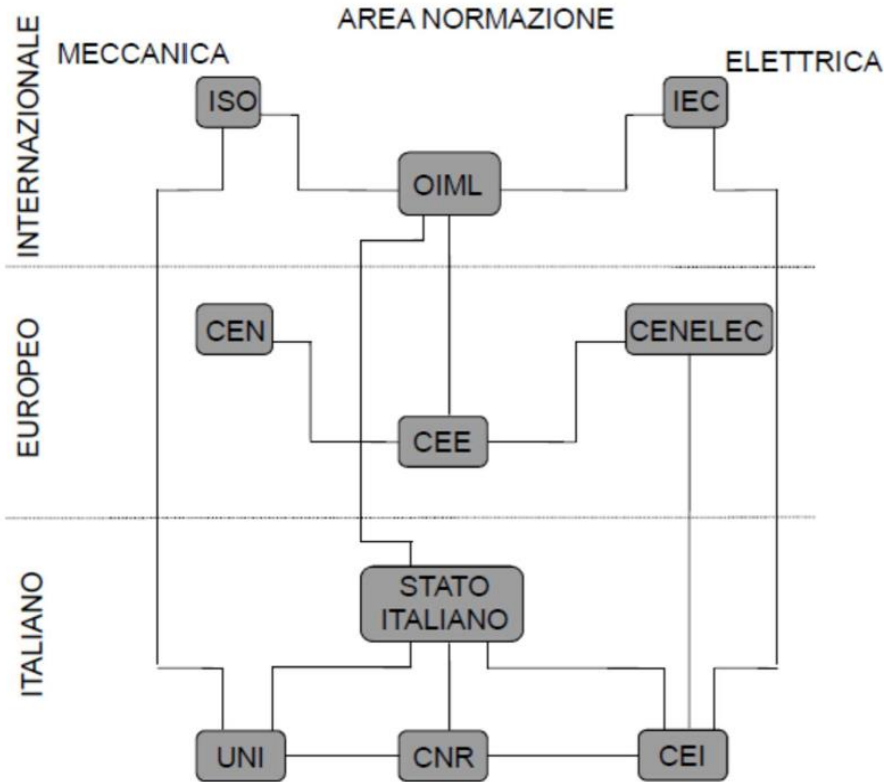 AREA NORMAZIONE
MECCANICA
ELETTRICA
INTERNAZIONALE
ISO
IEC
OIML
EUROPEO
CEN
CENELEC
CEE
ITALIANO
STATO
ITALIANO
UNI
CNR
CEI